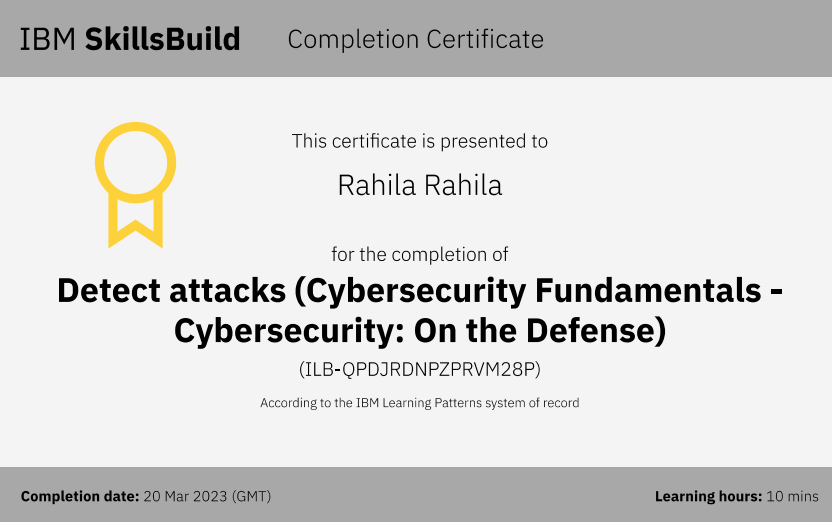 IBM SkillsBuild Completion Certificate
This certificate is presented to
Rahila Rahila
for the completion of
Detect attacks (Cybersecurity Fundamentals -
Cybersecurity: On the Defense)
(ILB-QPDJRDNPZPRVM28P)
According to the IBM Learning Patterns system of record
Completion date: 20 Mar 2023 (GMT) Learning hours: 10 mins